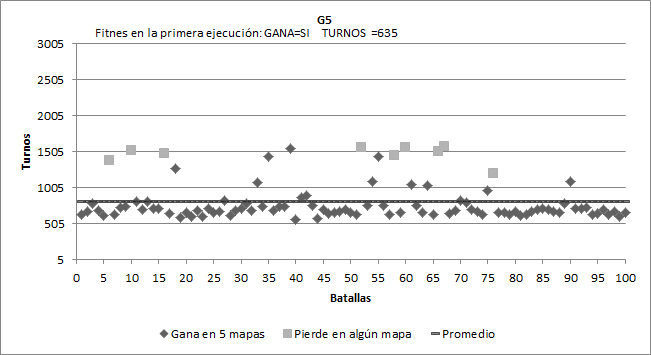 G5
Fitnes en la primera ejecución: GANA=SI TURNOS =635
3005
2505
2005
1505
1005
505
5
Turnos
0 5 10 15 20 25 30 35 40 45 50 55 60 65 70 75 80 85 90 95 100
Batallas
Gana en 5 mapas Pierde en algún mapa Promedio